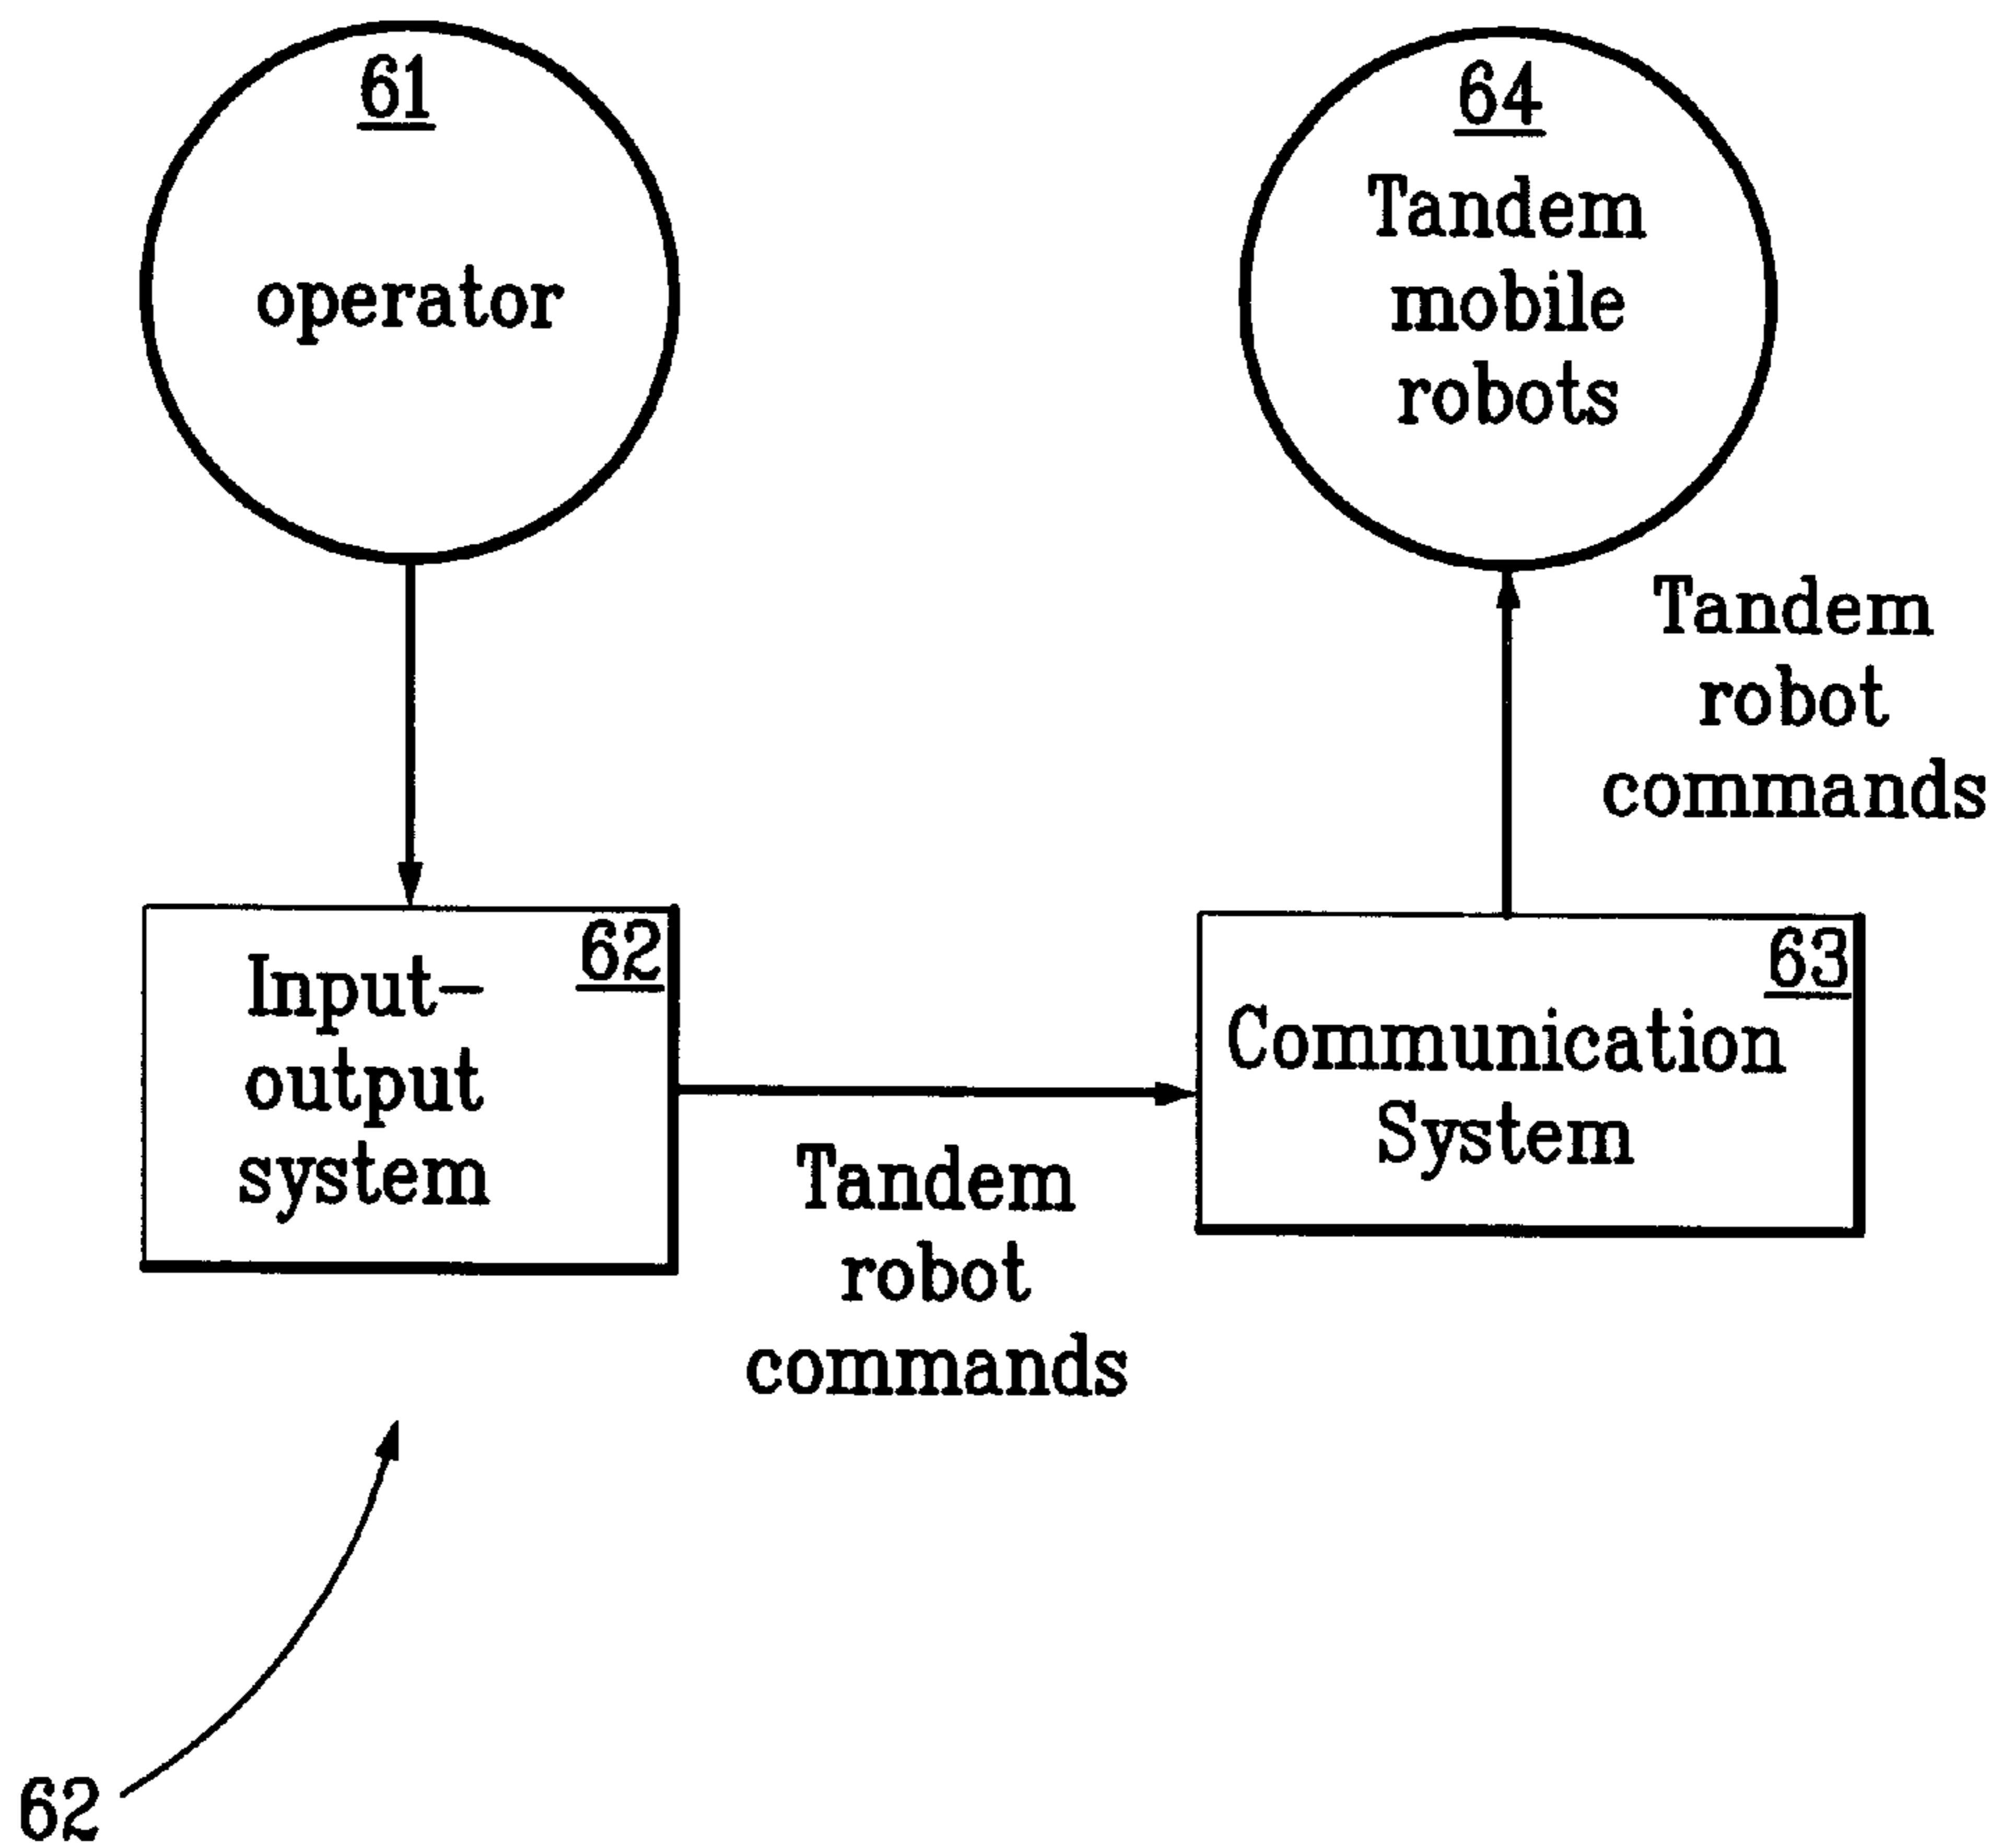 61
operator
64
Tandem
mobile
robots
Tandem
robot
commands
62
Input-
output
system
63
Communication
System
Tandem
robot
commands
62